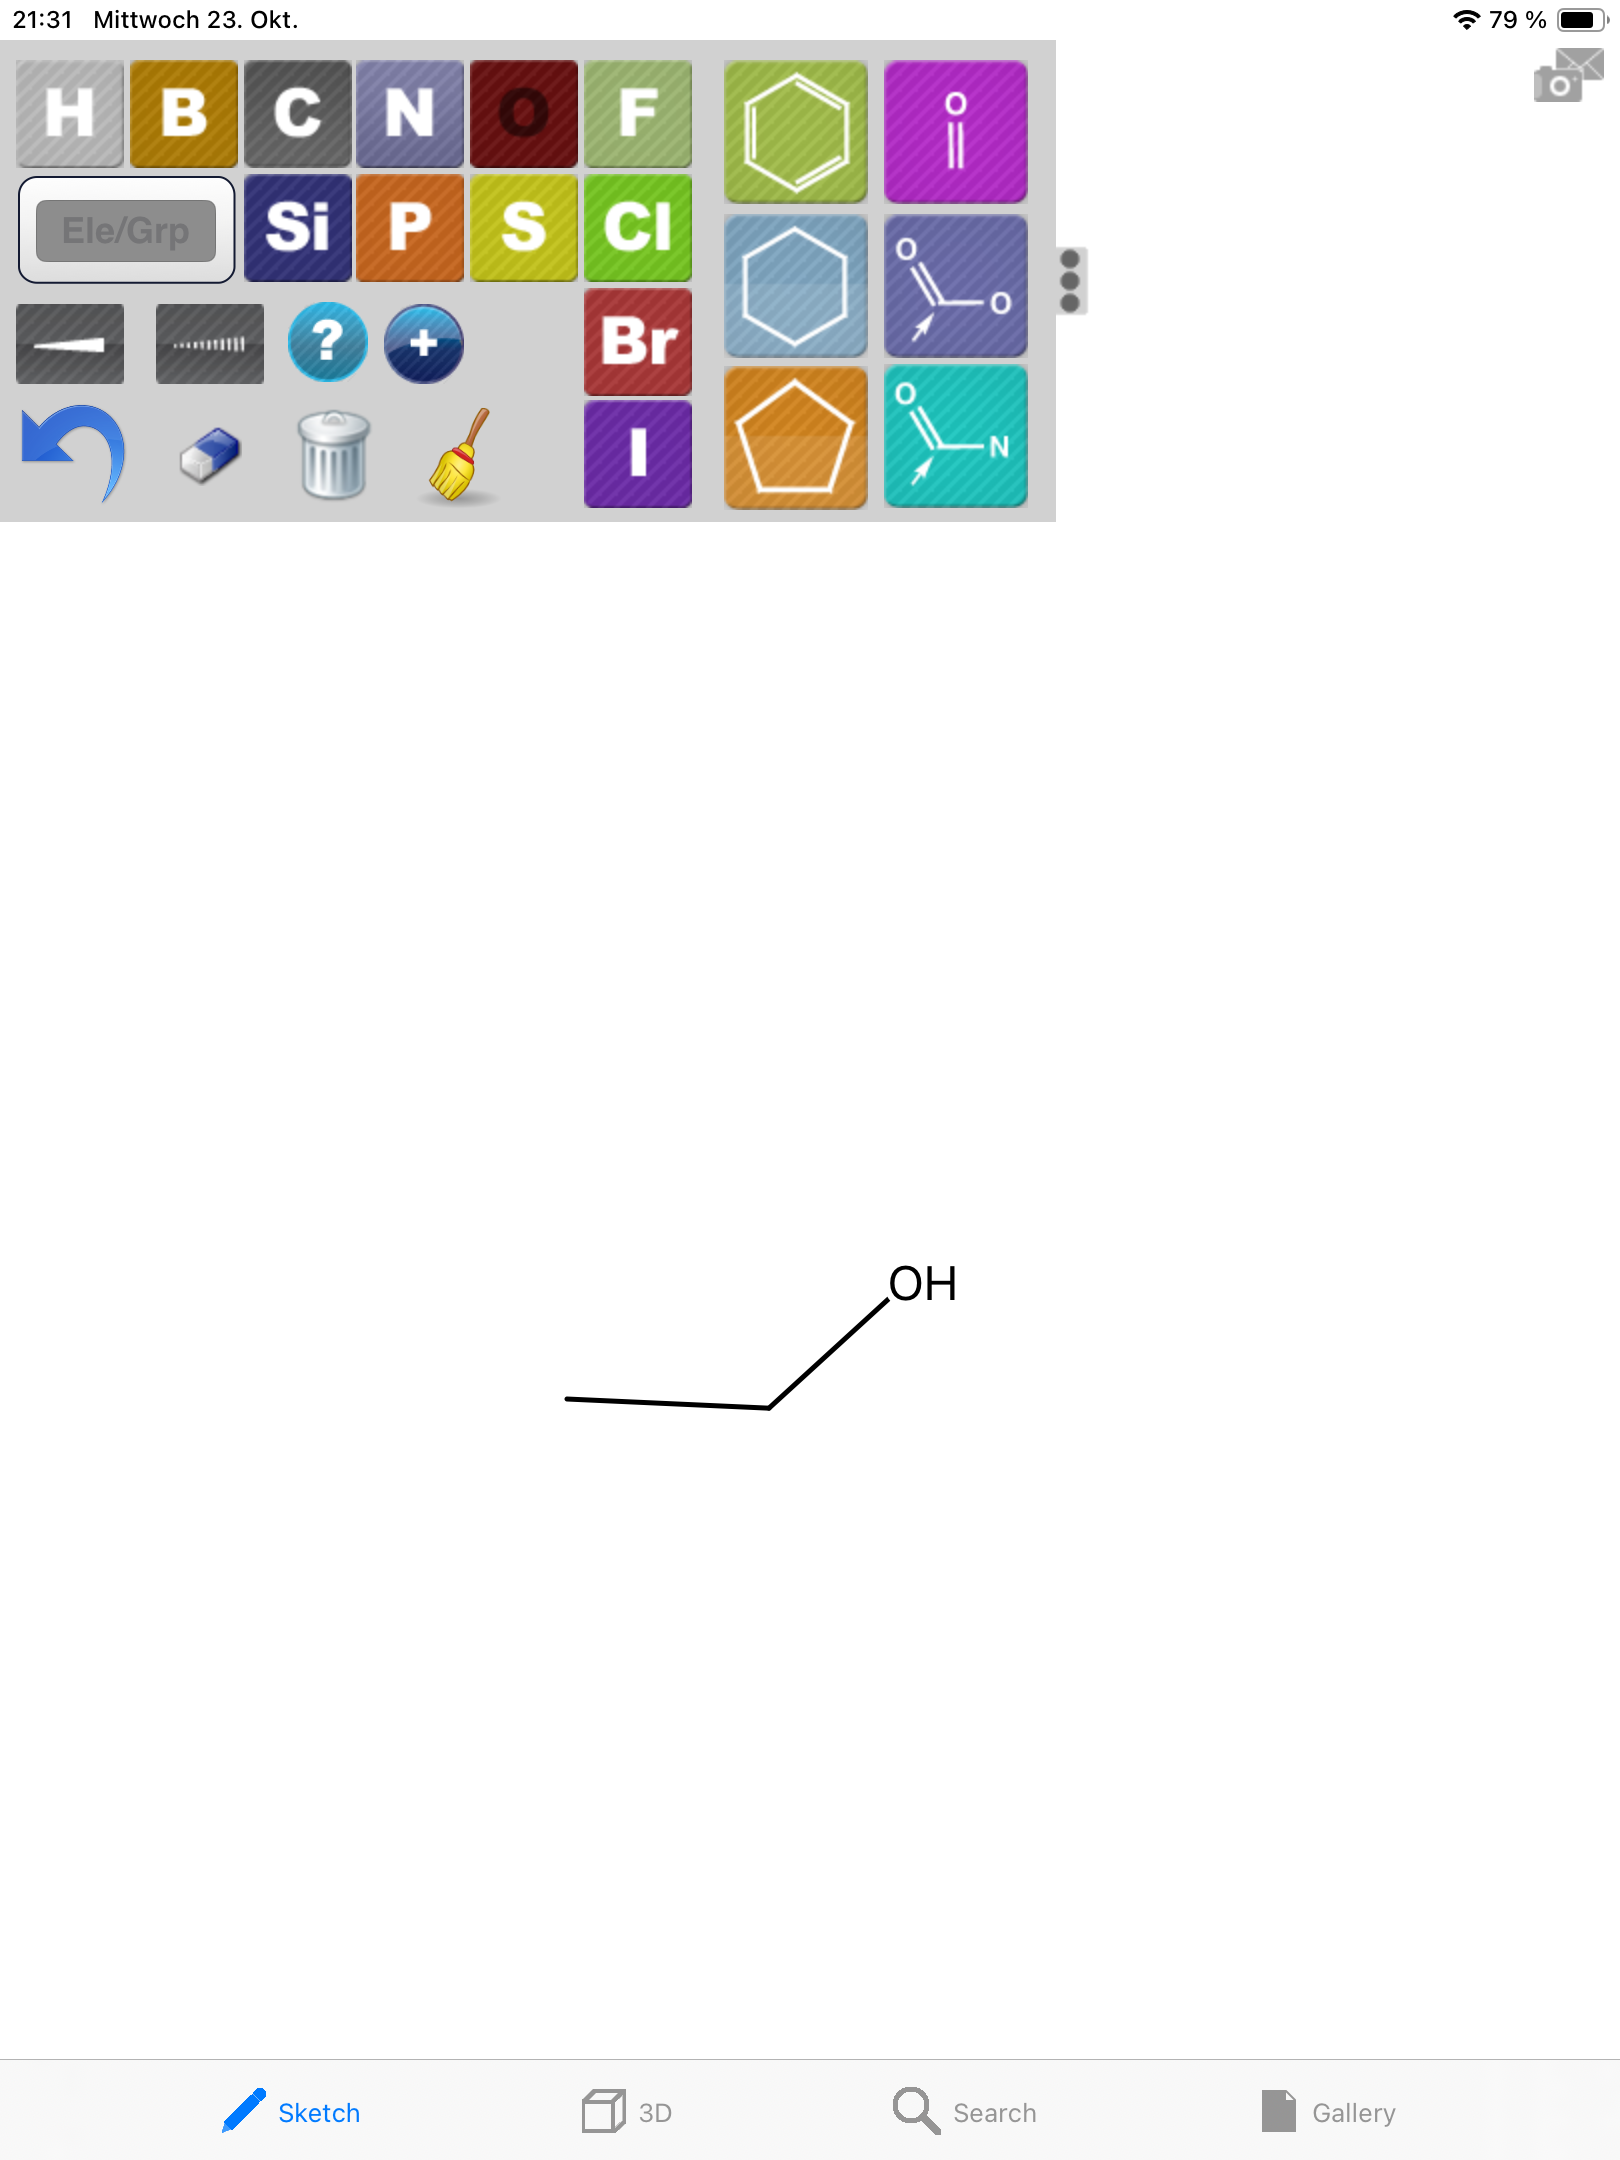 21:31 Mittwoch 23. Okt. 79 %
H B C N O F
O
Ele/Grp Si P S Cl
O
O
? + Br
O
N
I
OH
Sketch 3D Search Gallery